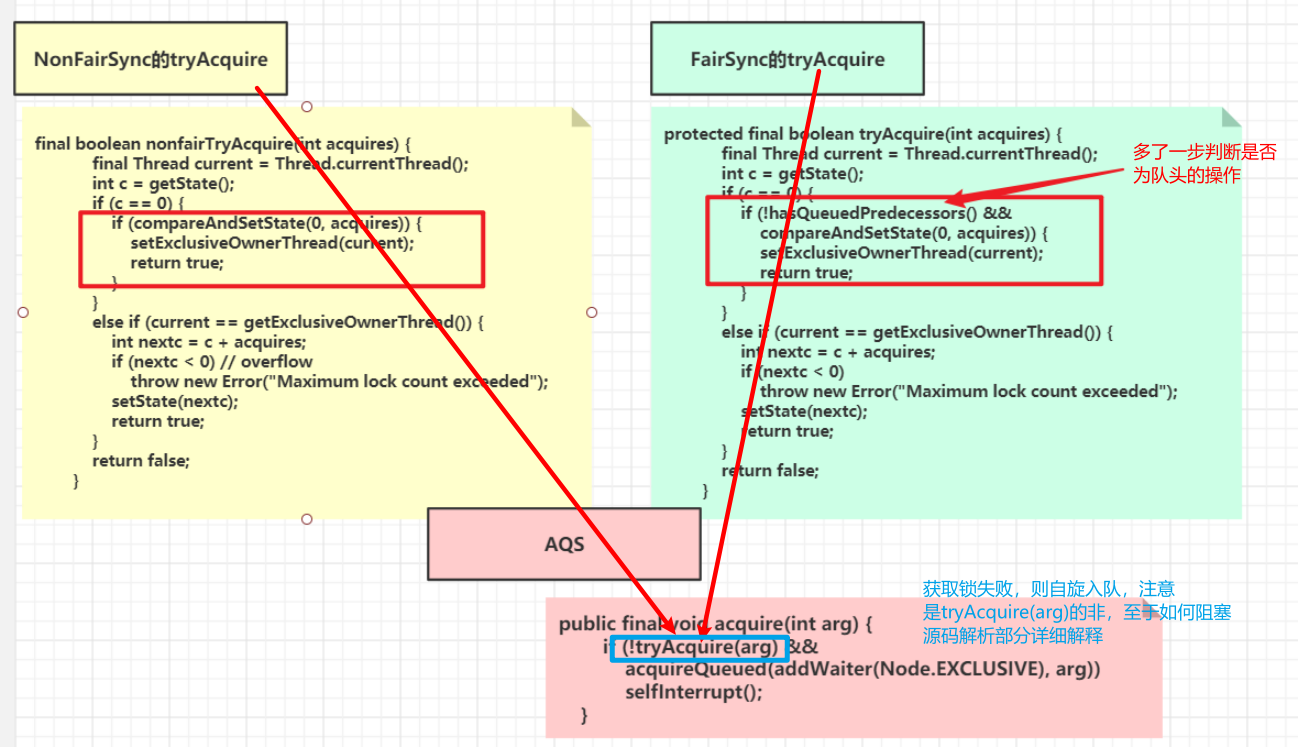 NonFairSync的tryAcquire
final boolean nonfairTryAcquire(int acquires) {
final Thread current = Thread.currentThread();
int c = getState();
if (c == 0) {
if (compareAndSetState(0, acquires)) {
setExclusiveOwnerThread(current);
return true;
}
}
else if (current == getExclusiveOwnerThread()) {
int nextc = c + acquires;
if (nextc < 0) // overflow
throw new Error("Maximum lock count exceeded");
setState(nextc);
return true;
}
return false;
}
FairSync的tryAcquire
protected final boolean tryAcquire(int acquires) {
final Thread current = Thread.currentThread();
int c = getState();
if (c == 0) {
if (!hasQueuedPredecessors() &&
compareAndSetState(0, acquires)) {
setExclusiveOwnerThread(current);
return true;
}
}
else if (current == getExclusiveOwnerThread()) {
int nextc = c + acquires;
if (nextc < 0)
throw new Error("Maximum lock count exceeded");
setState(nextc);
return true;
}
return false;
}
多了一步判断是否
为队头的操作
AQS
public final void acquire(int arg) {
if (!tryAcquire(arg) &&
acquireQueued(addWaiter(Node.EXCLUSIVE), arg))
selfInterrupt();
}
获取锁失败，则自旋入队，注意
是tryAcquire(arg)的非，至于如何阻塞
源码解析部分详细解释